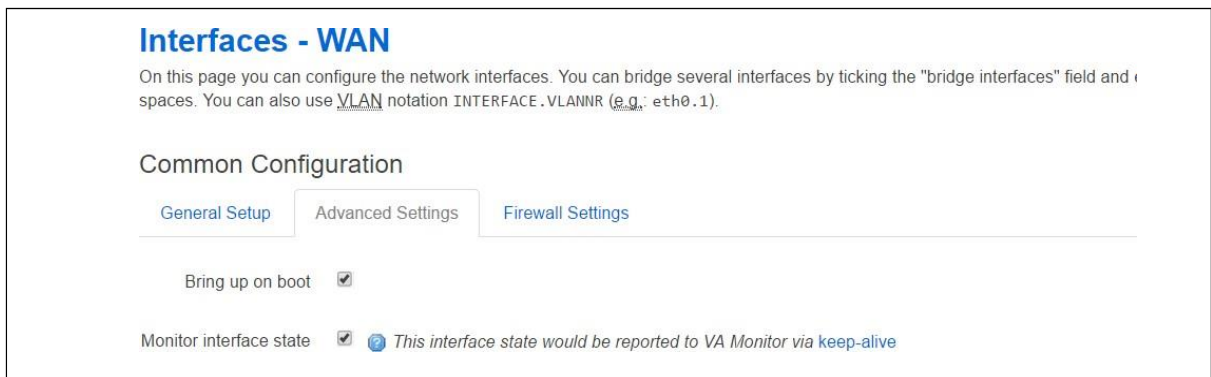 Interfaces - WAN
On this page you can configure the network interfaces. You can bridge several interfaces by ticking the "bridge interfaces" field and
spaces. You can also use VLAN notation INTERFACE.VLANNR (e.g.: eth0.1).
Common Configuration
General Setup Advanced Settings Firewall Settings
Bring up on boot
Monitor interface state This interface state would be reported to VA Monitor via keep-alive